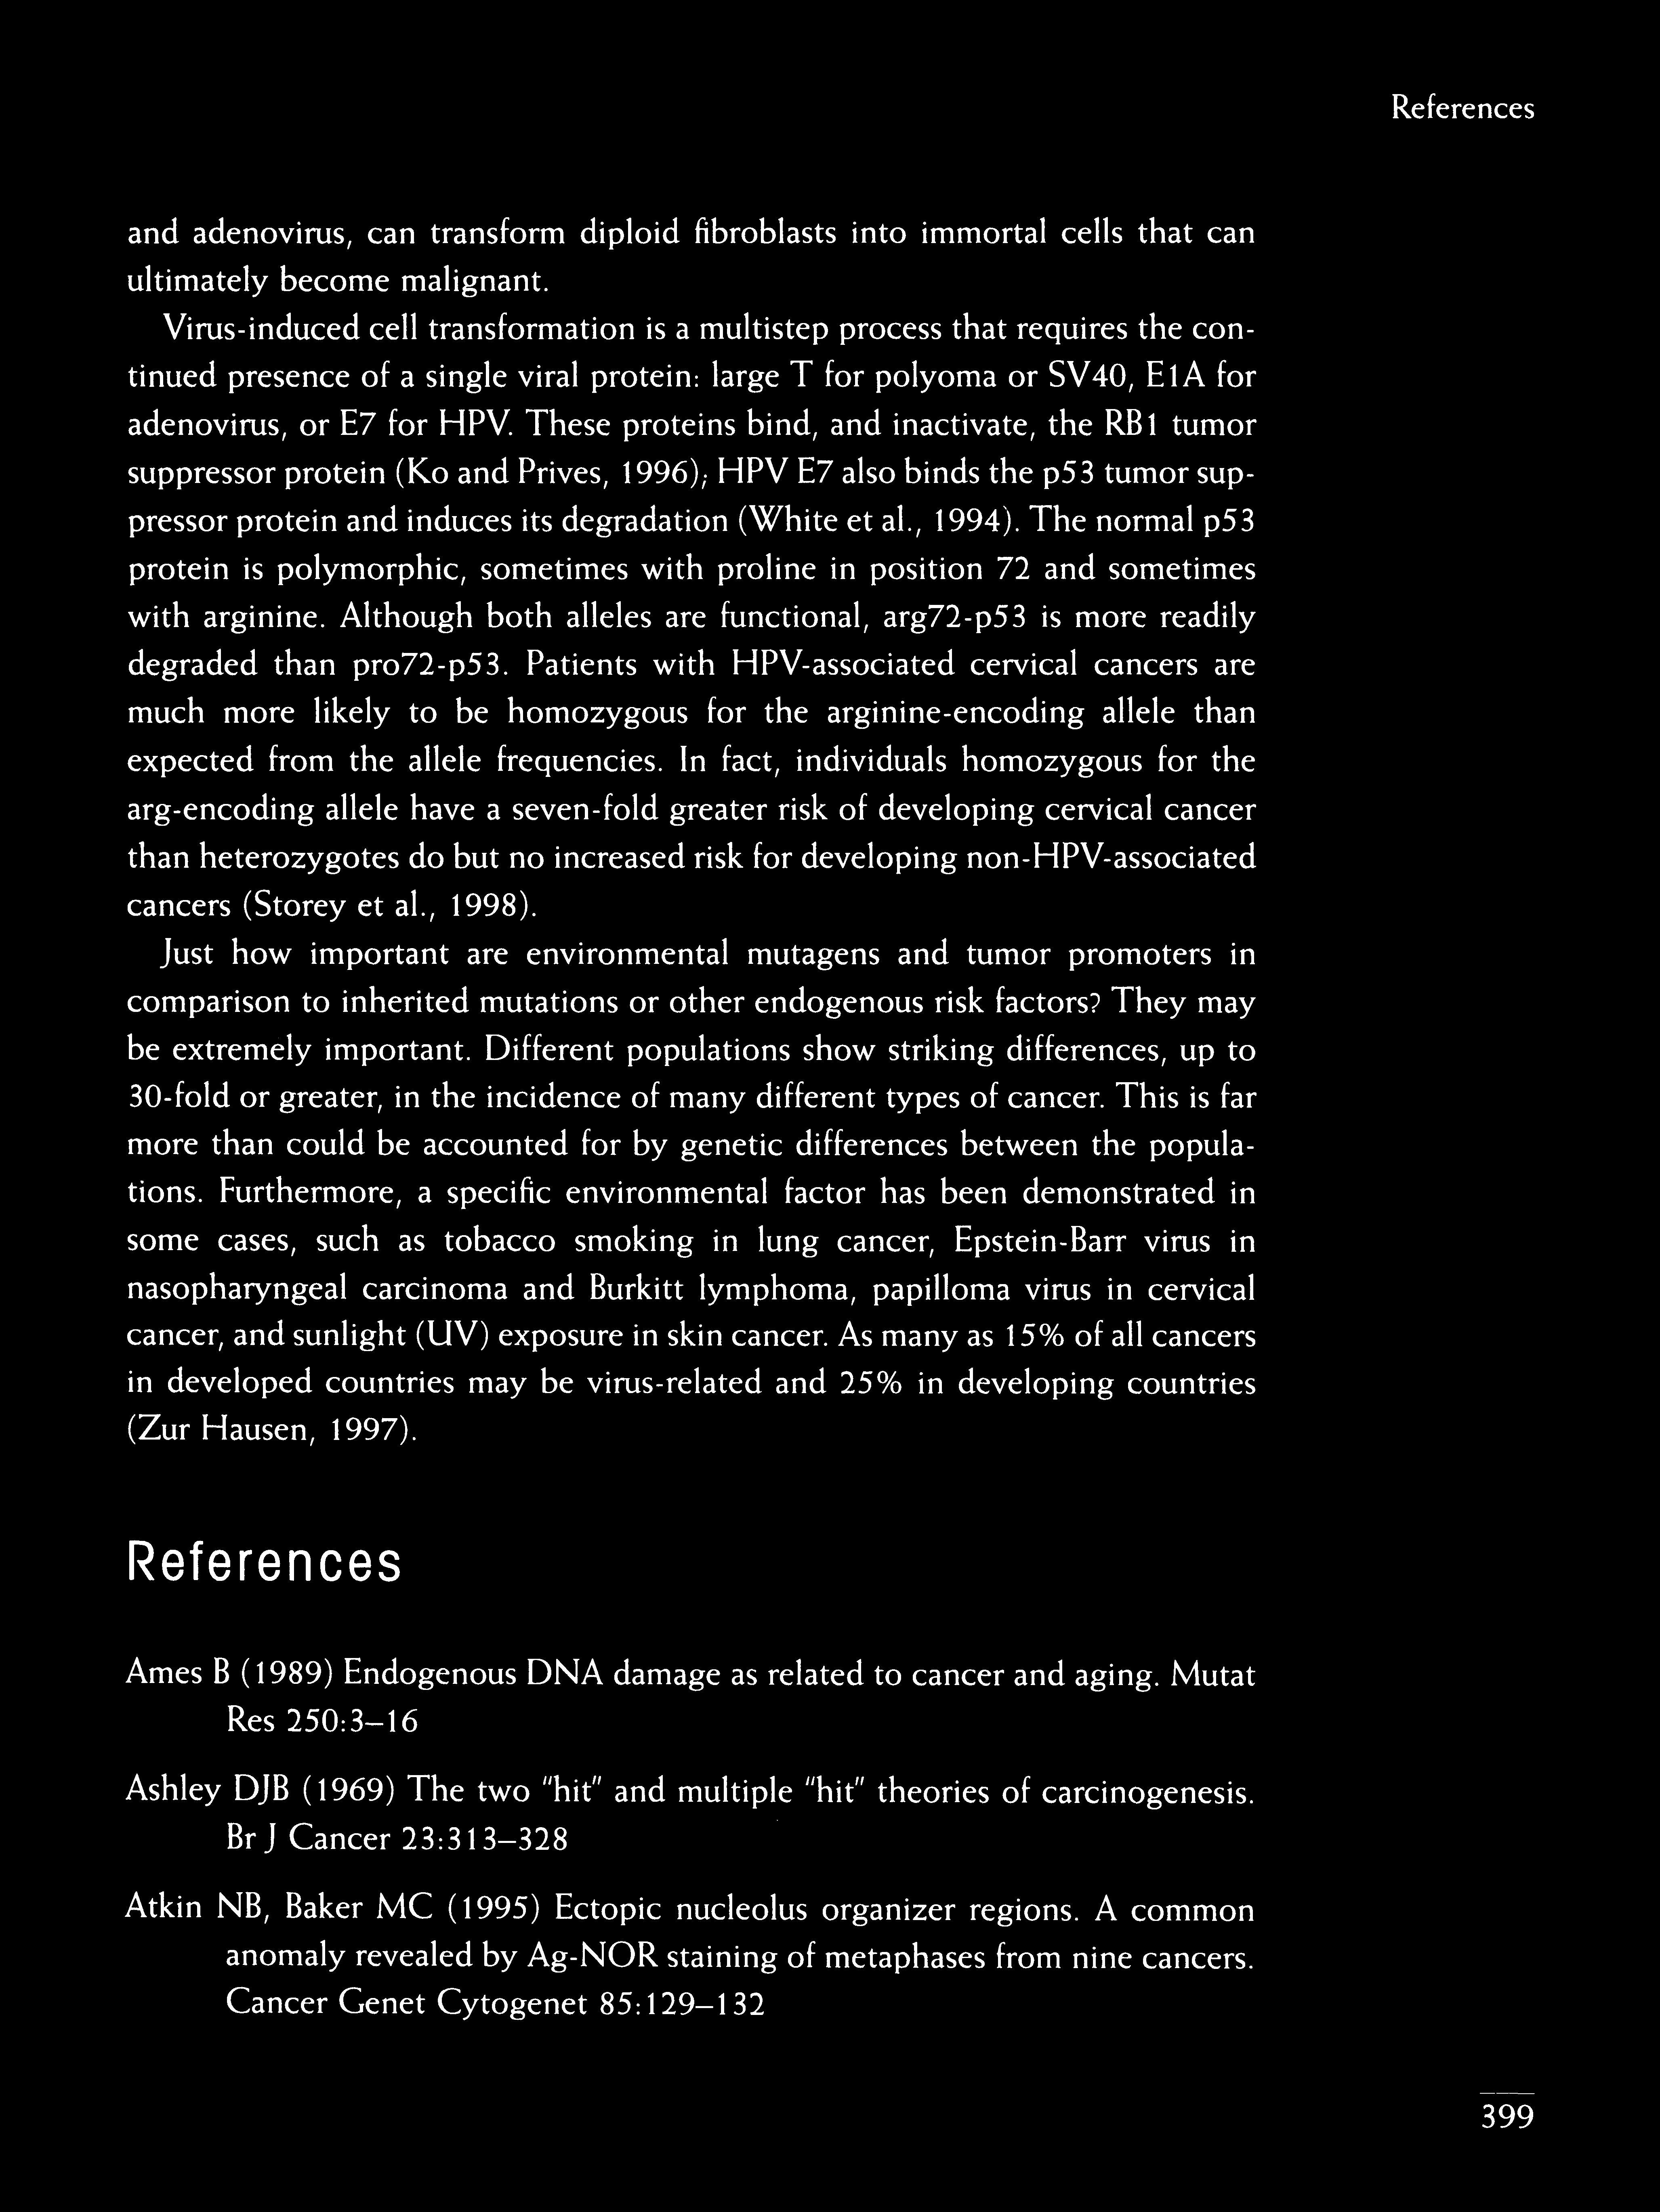 References
and adenovirus, can transform diploid fibroblasts into immortal cells that can
ultimately become malignant.
Virus-induced cell transformation is a multistep process that requires the con-
tinued presence of a single viral protein: large T for polyoma or SV40, E1A for
adenovirus, or E7 for HPV. These proteins bind, and inactivate, the RB1 tumor
suppressor protein (Ko and Prives, 1996); HPV E7 also binds the p53 tumor sup-
pressor protein and induces its degradation (White et al., 1994). The normal p53
protein is polymorphic, sometimes with proline in position 72 and sometimes
with arginine. Although both alleles are functional, arg72-p53 is more readily
degraded than pro72-p53. Patients with HPV-associated cervical cancers are
much more likely to be homozygous for the arginine-encoding allele than
expected from the allele frequencies. In fact, individuals homozygous for the
arg-encoding allele have a seven-fold greater risk of developing cervical cancer
than heterozygotes do but no increased risk for developing non-HPV-associated
cancers (Storey et al., 1998).
Just how important are environmental mutagens and tumor promoters in
comparison to inherited mutations or other endogenous risk factors? They may
be extremely important. Different populations show striking differences, up to
30-fold or greater, in the incidence of many different types of cancer. This is far
more than could be accounted for by genetic differences between the popula-
tions. Furthermore, a specific environmental factor has been demonstrated in
some cases, such as tobacco smoking in lung cancer, Epstein-Barr virus in
nasopharyngeal carcinoma and Burkitt lymphoma, papilloma virus in cervical
cancer, and sunlight (UV) exposure in skin cancer. As many as 15% of all cancers
in developed countries may be virus-related and 25% in developing countries
(Zur Hausen, 1997).
References
Ames B (1989) Endogenous DNA damage as related to cancer and aging. Mutat
Res 250:3–16
Ashley DJB (1969) The two "hit" and multiple "hit" theories of carcinogenesis.
Br J Cancer 23:313–328
Atkin NB, Baker MC (1995) Ectopic nucleolus organizer regions. A common
anomaly revealed by Ag-NOR staining of metaphases from nine cancers.
Cancer Genet Cytogenet 85:129–132
399